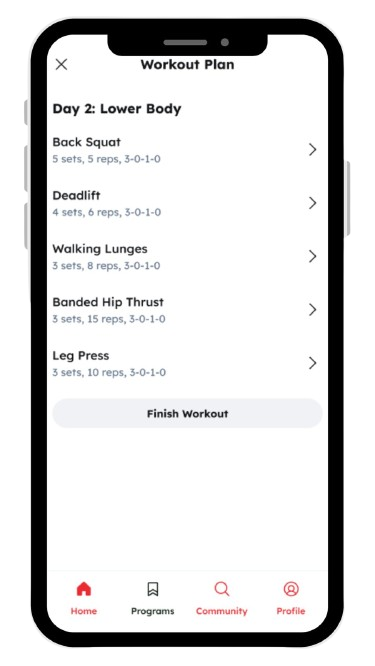 Workout Plan
Day 2: Lower Body
Back Squat
5 sets, 5 reps, 3-0-1-0
Deadlift
4 sets, 6 reps, 3-0-1-0
Walking Lunges
3 sets, 8 reps, 3-0-1-0
Banded Hip Thrust
3 sets, 15 reps, 3-0-1-0
Leg Press
3 sets, 10 reps, 3-0-1-0
Finish Workout
Home Programs Community Profile